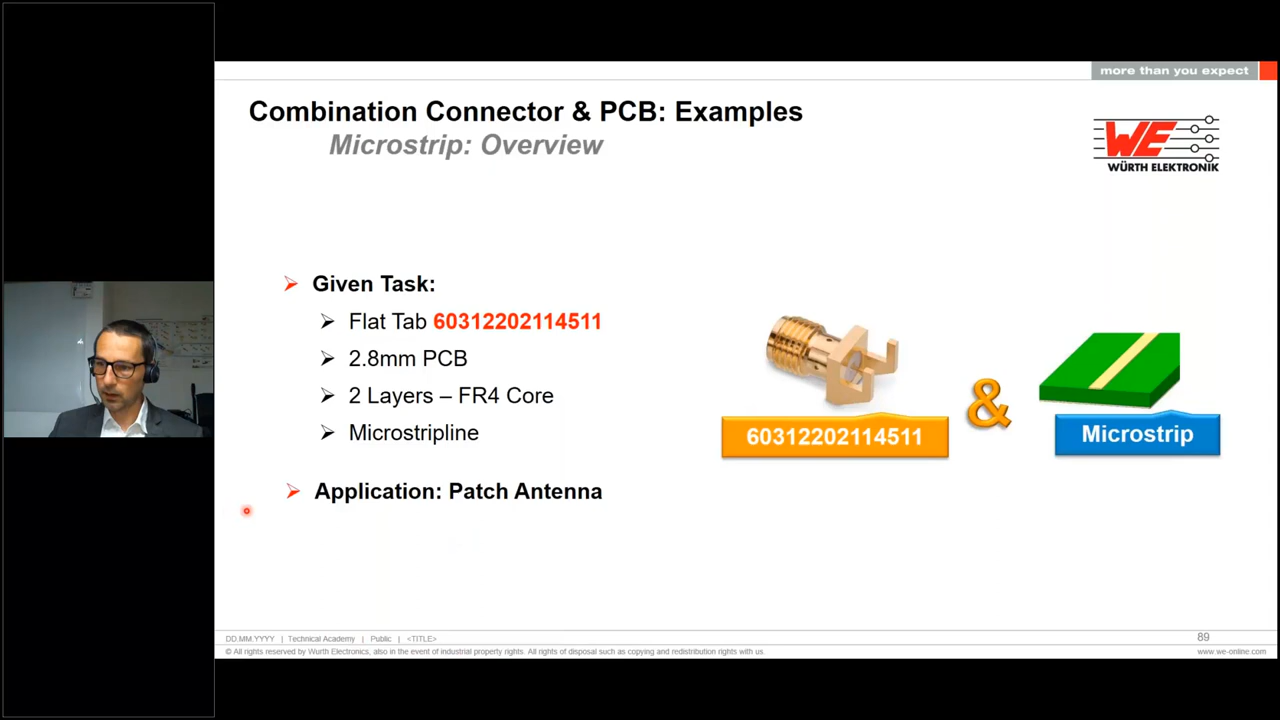 more than you expect
Combination Connector & PCB: Examples
Microstrip: Overview
WE
WÜRTH ELEKTRONIK
Given Task:
Flat Tab 60312202114511
2.8mm PCB
2 Layers – FR4 Core
Microstripline
Application: Patch Antenna
60312202114511
&
Microstrip
DD.MM.YYYY | Technical Academy | Public | <TITLE>
89
© All rights reserved by Wurth Electronics, also in the event of industrial property rights. All rights of disposal such as copying and redistribution rights with us.
www.we-online.com